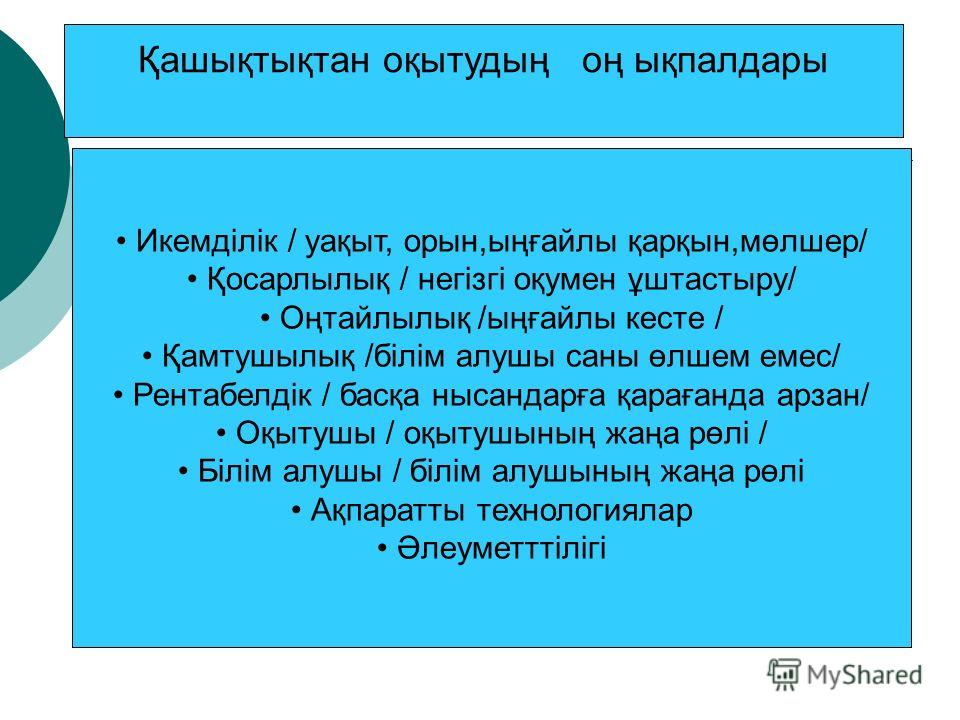 Қашықтықтан оқытудың оң ықпалдары
• Икемділік / уақыт, орын,ыңғайлы қарқын,мөлшер/
• Қосарлылық / негізгі оқумен ұштастыру/
• Оңтайлылық /ыңғайлы кесте /
• Қамтушылық /білім алушы саны өлшем емес/
• Рентабелдік / басқа нысандарға қарағанда арзан/
• Оқытушы / оқытушының жаңа рөлі /
• Білім алушы / білім алушының жаңа рөлі
• Ақпаратты технологиялар
• Әлеуметттілігі
MyShared